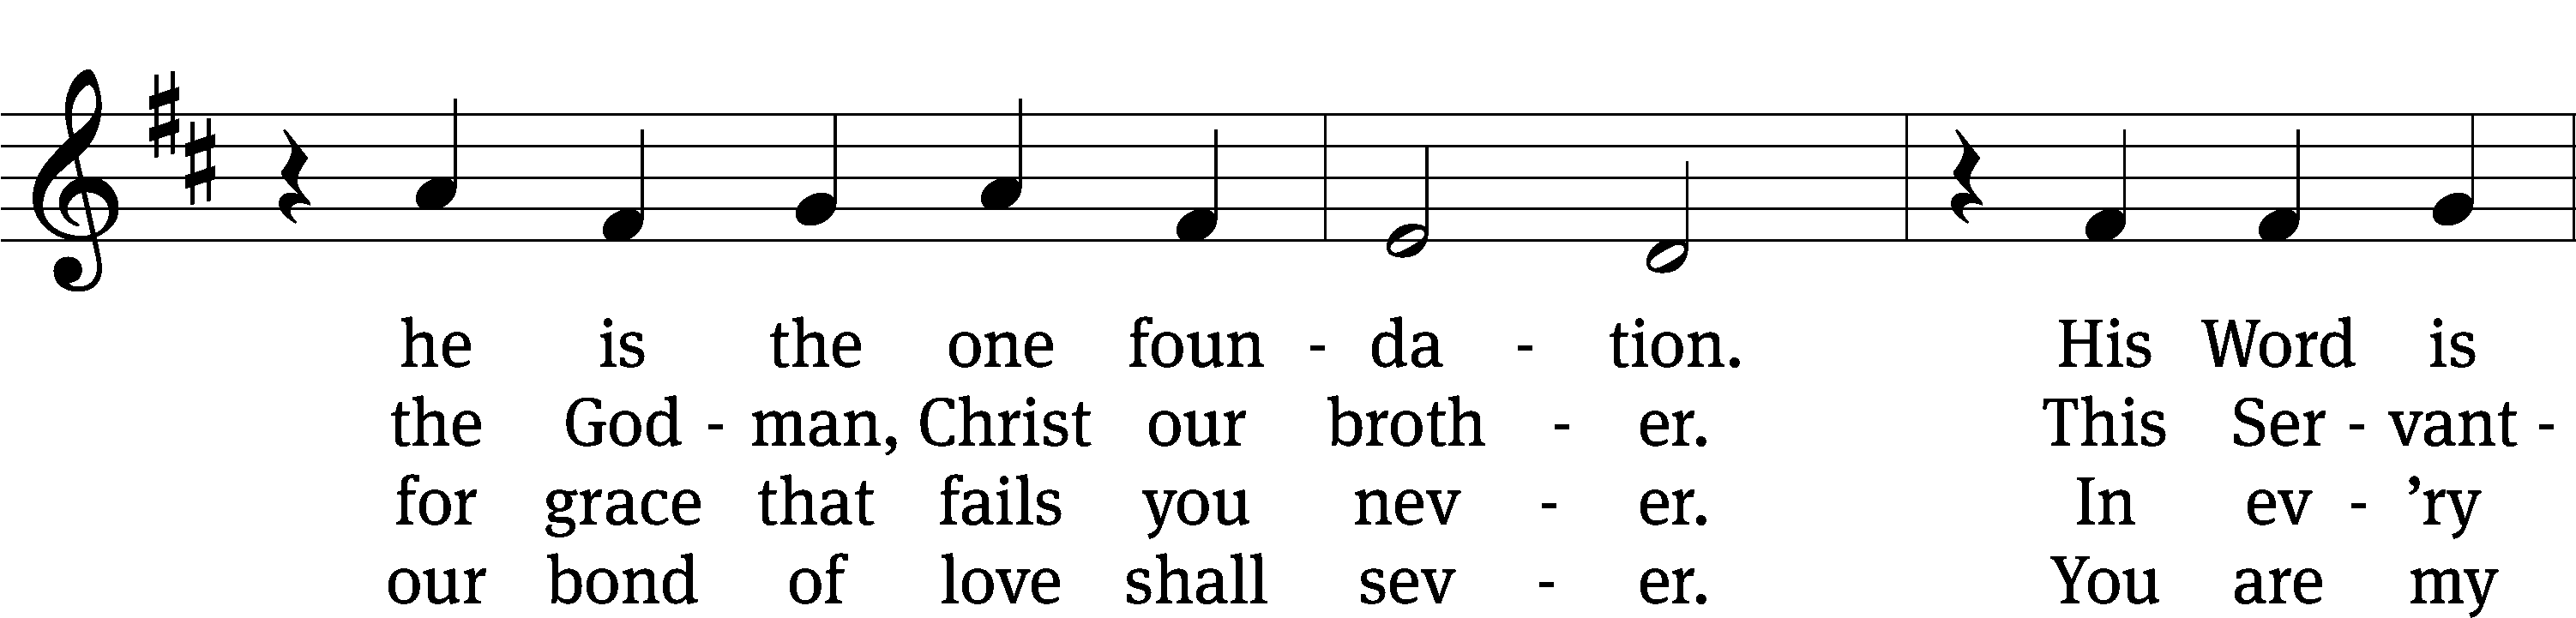 he is the one foun - da - tion. His Word is
the God - man, Christ our broth - er. This Ser - vant -
for grace that fails you nev - er. In ev - ’ry
our bond of love shall sev - er. You are my